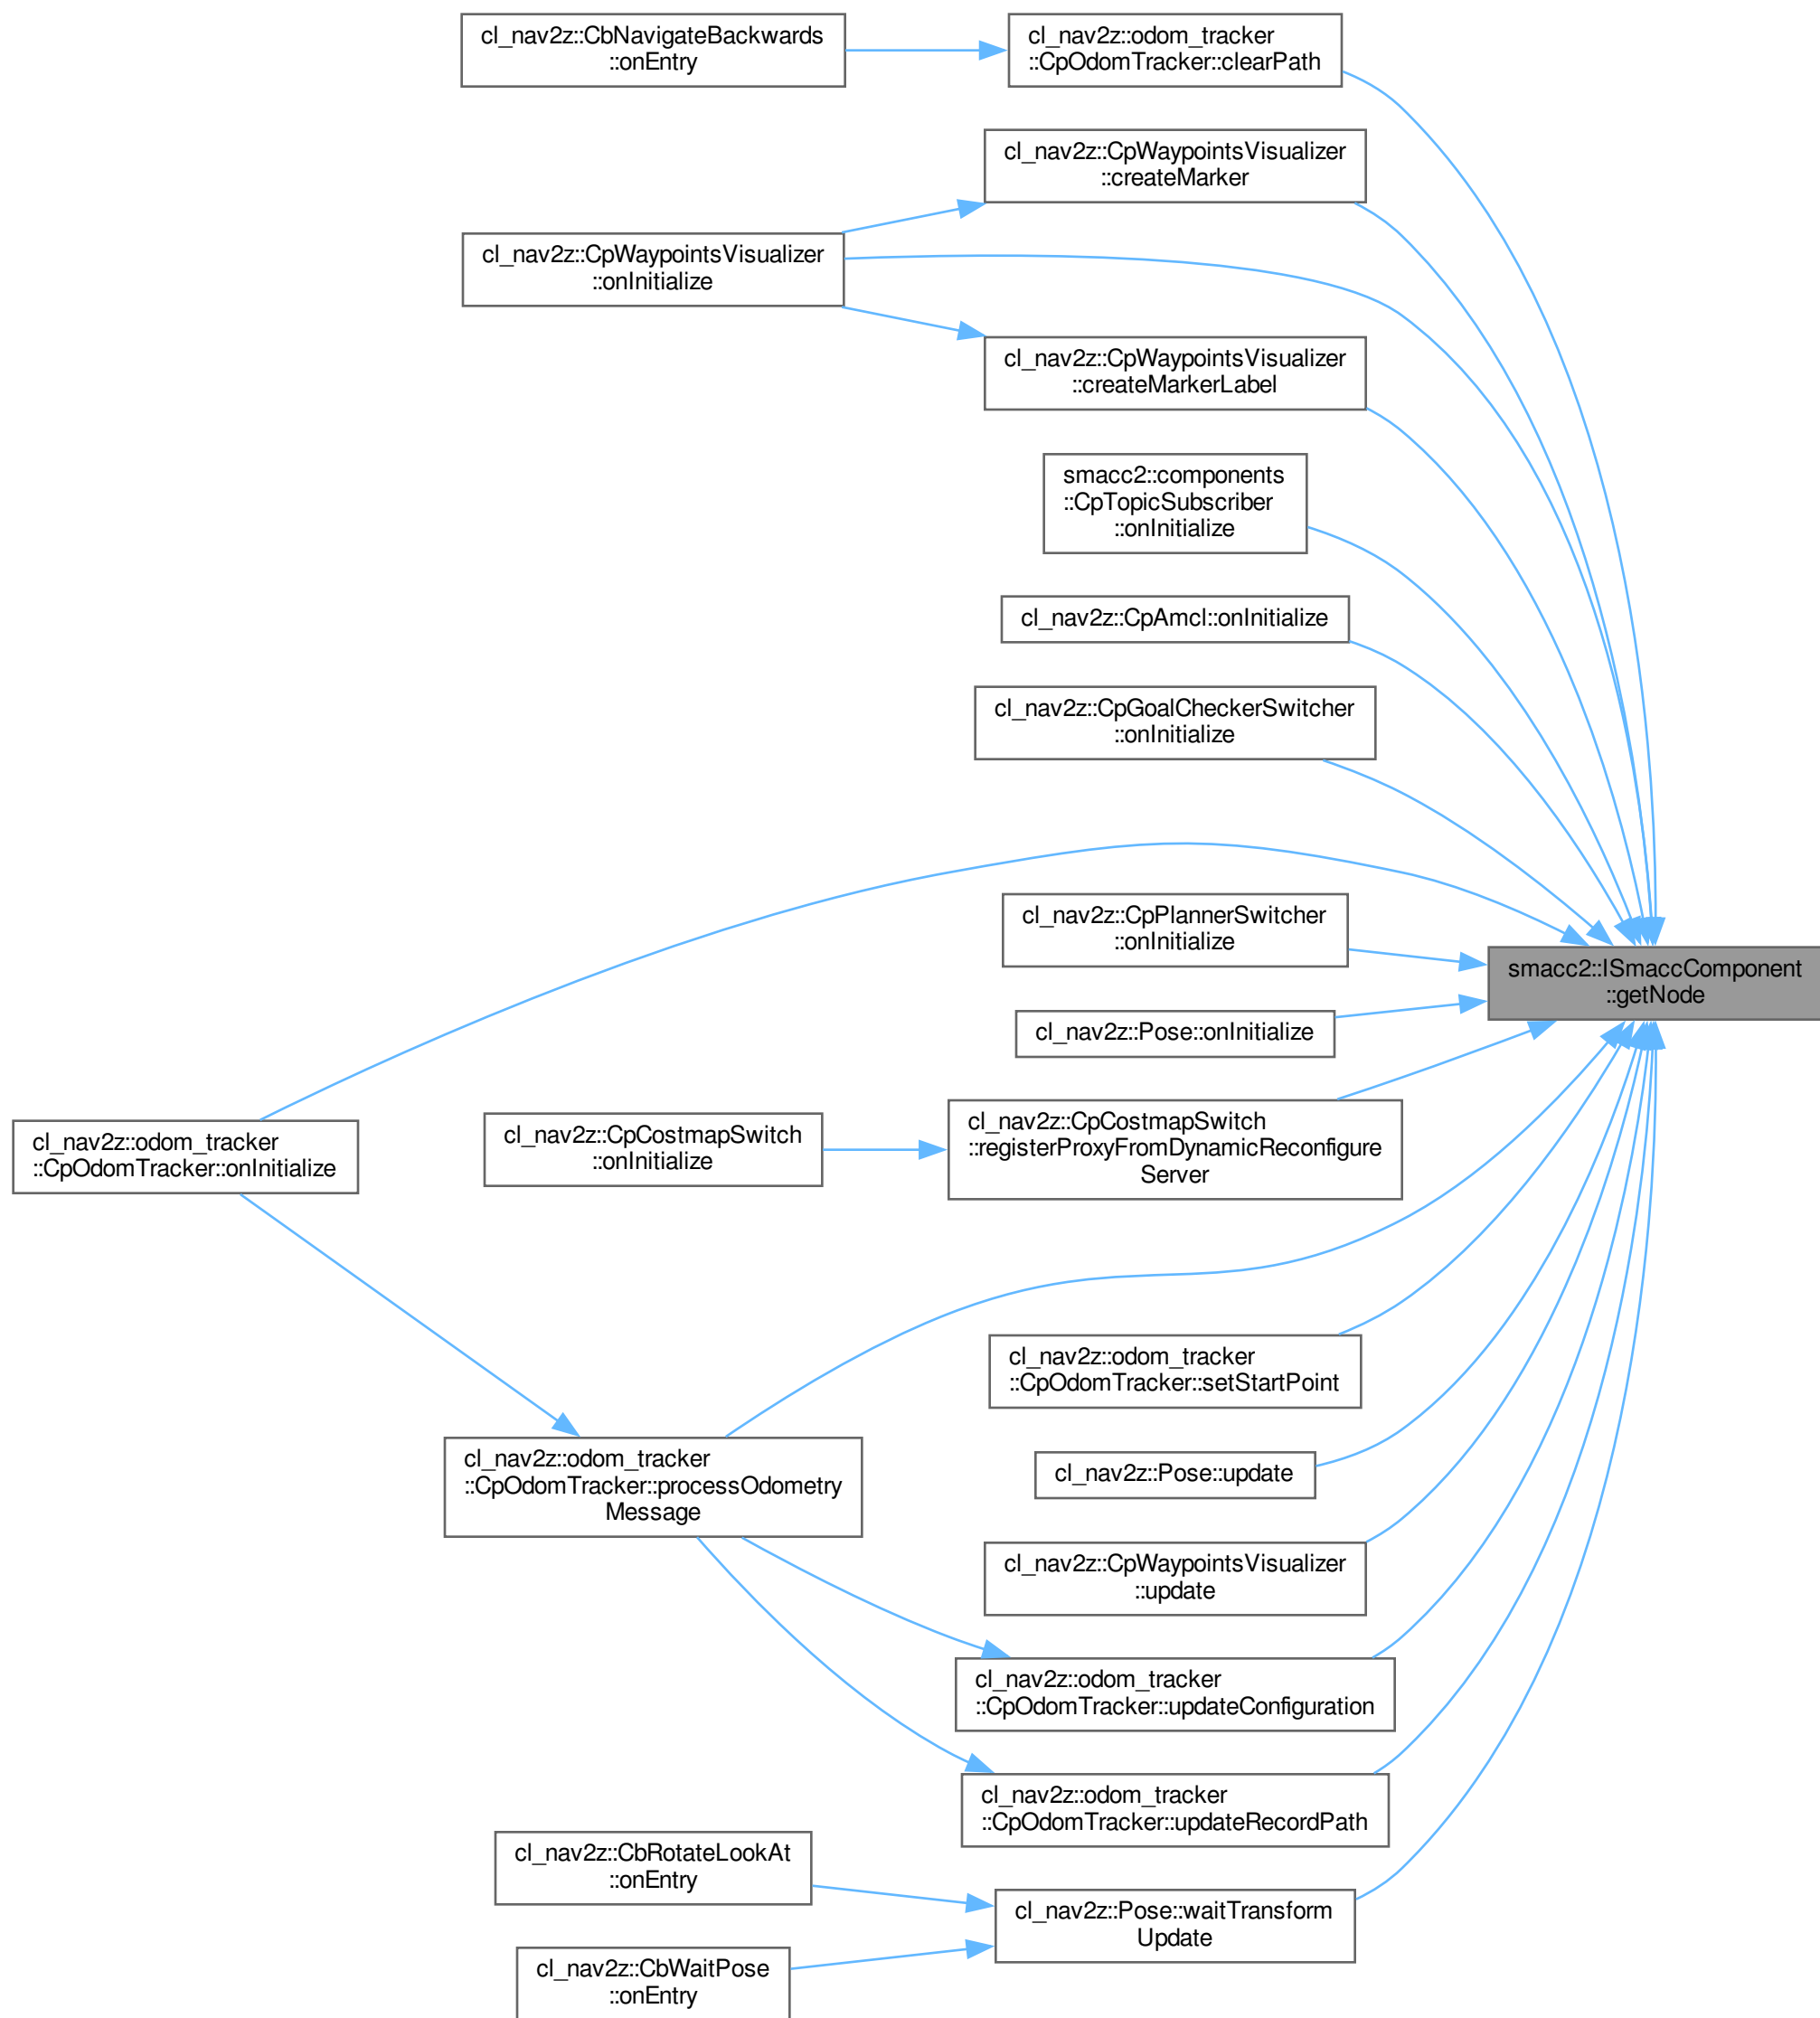 cl_nav2z::CbNavigateBackwards
::onEntry
cl_nav2z::odom_tracker
::CpOdomTracker::clearPath
cl_nav2z::CpWaypointsVisualizer
::createMarker
cl_nav2z::CpWaypointsVisualizer
::onInitialize
cl_nav2z::CpWaypointsVisualizer
::createMarkerLabel
smacc2::components
::CpTopicSubscriber
::onInitialize
cl_nav2z::CpAmcl::onInitialize
cl_nav2z::CpGoalCheckerSwitcher
::onInitialize
cl_nav2z::CpPlannerSwitcher
::onInitialize
smacc2::ISmaccComponent
::getNode
cl_nav2z::Pose::onInitialize
cl_nav2z::odom_tracker
::CpOdomTracker::onInitialize
cl_nav2z::CpCostmapSwitch
::onInitialize
cl_nav2z::CpCostmapSwitch
::registerProxyFromDynamicReconfigure
Server
cl_nav2z::odom_tracker
::CpOdomTracker::setStartPoint
cl_nav2z::odom_tracker
::CpOdomTracker::processOdometry
Message
cl_nav2z::Pose::update
cl_nav2z::CpWaypointsVisualizer
::update
cl_nav2z::odom_tracker
::CpOdomTracker::updateConfiguration
cl_nav2z::odom_tracker
::CpOdomTracker::updateRecordPath
cl_nav2z::CbRotateLookAt
::onEntry
cl_nav2z::Pose::waitTransform
Update
cl_nav2z::CbWaitPose
::onEntry